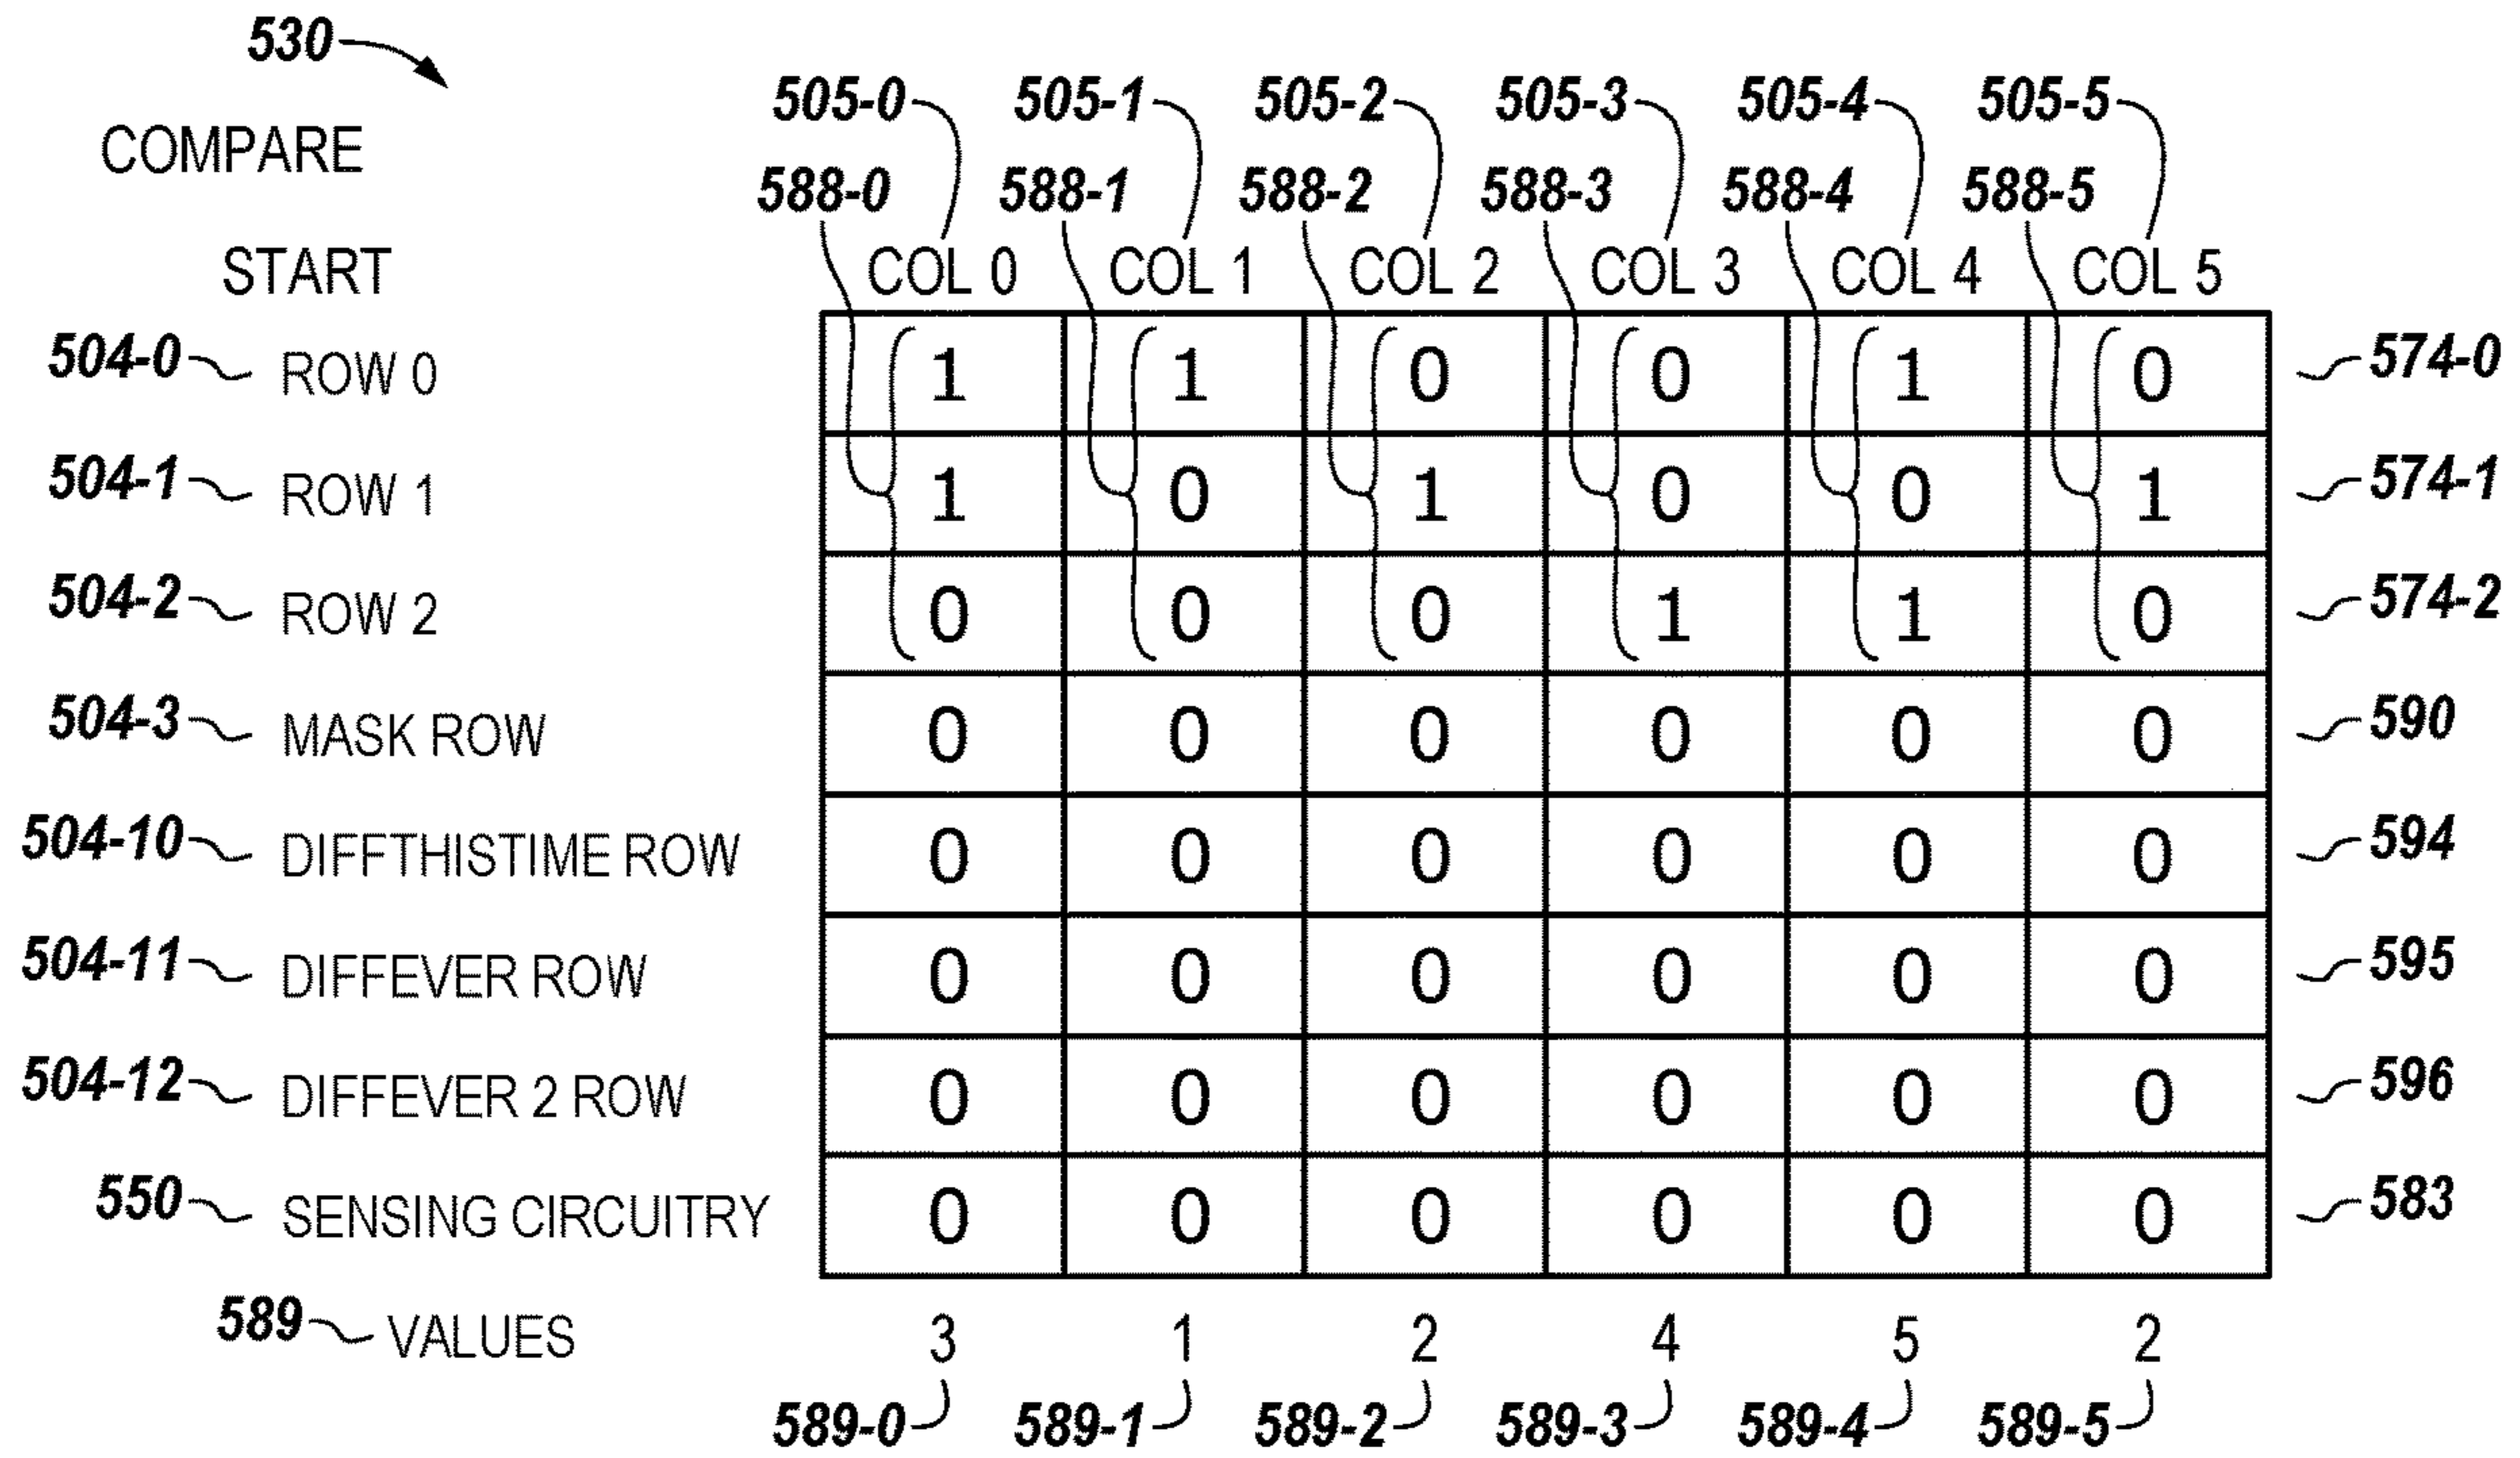 530
505-0 505-1 505-2 505-3 505-4 505-5
COMPARE
588-0 588-1 588-2 588-3 588-4 588-5
START COL 0 COL 1 COL 2 COL 3 COL 4 COL 5
504-0 ROW 0 1 1 0 0 1 0 574-0
504-1 ROW 1 1 0 1 0 0 1 574-1
504-2 ROW 2 0 0 0 1 1 0 574-2
504-3 MASK ROW 0 0 0 0 0 0 590
504-10 DIFFTHISTIME ROW 0 0 0 0 0 0 594
504-11 DIFFEVER ROW 0 0 0 0 0 0 595
504-12 DIFFEVER 2 ROW 0 0 0 0 0 0 596
550 SENSING CIRCUITRY 0 0 0 0 0 0 583
589 VALUES 3 1 2 4 5 2
589-0 589-1 589-2 589-3 589-4 589-5